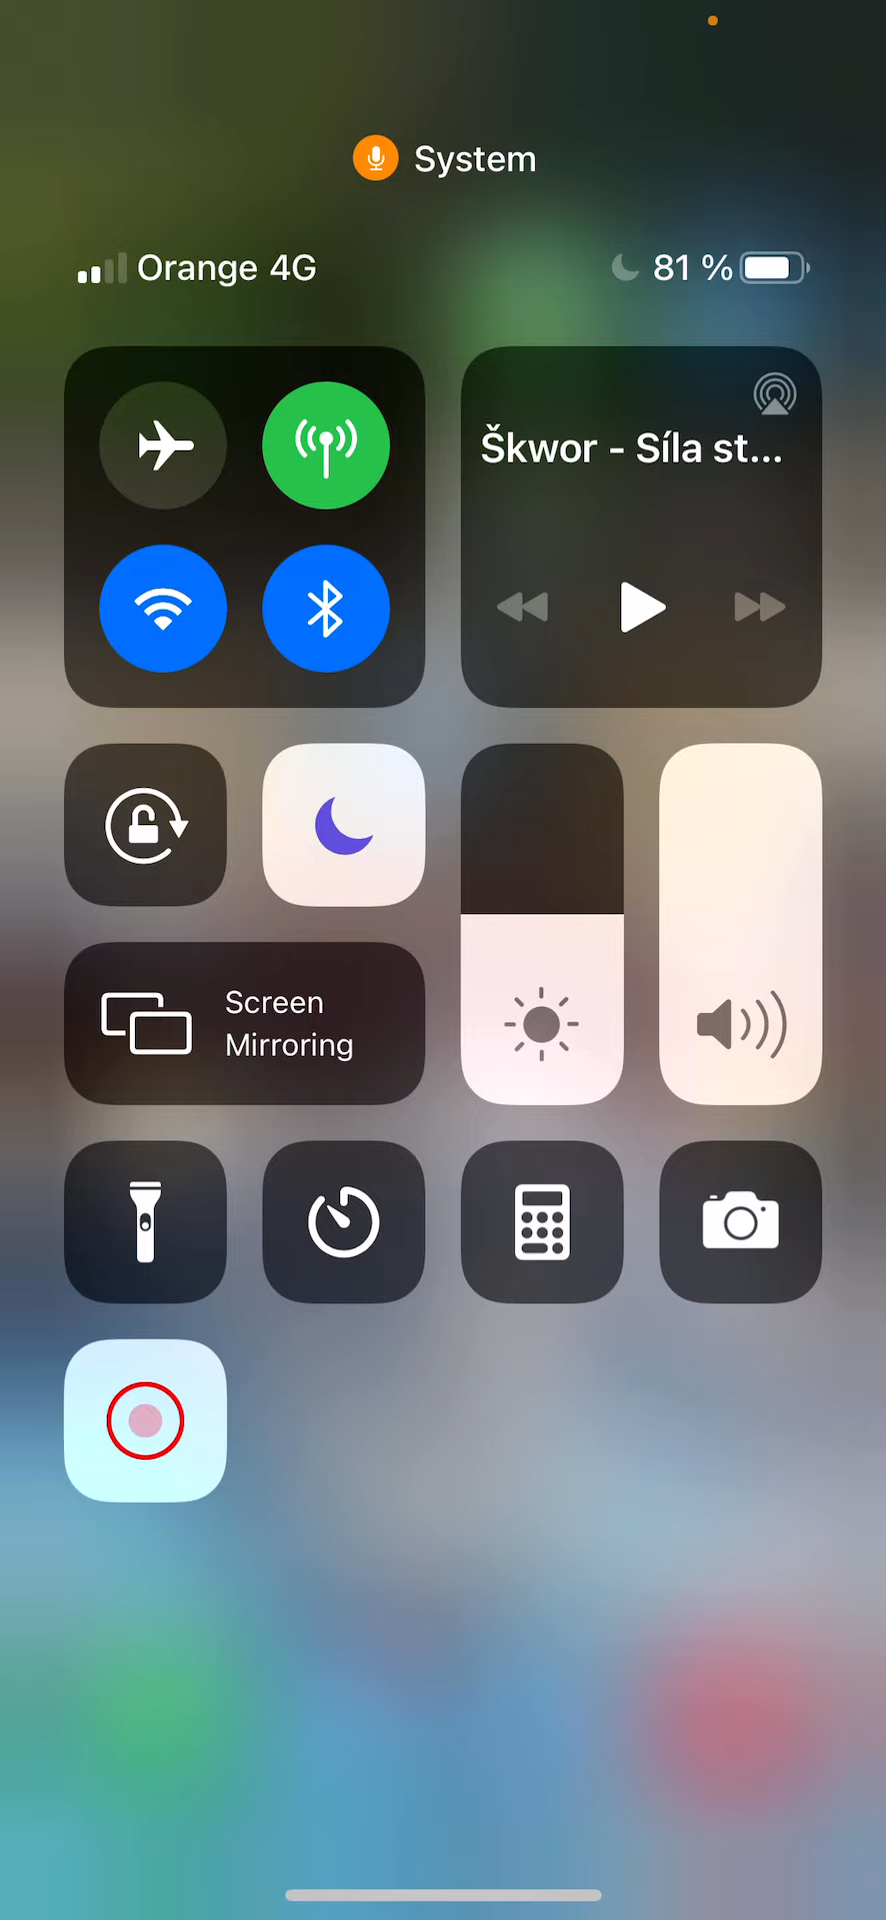 System
Orange 4G
81 %
Škwor - Síla st...
Screen
Mirroring